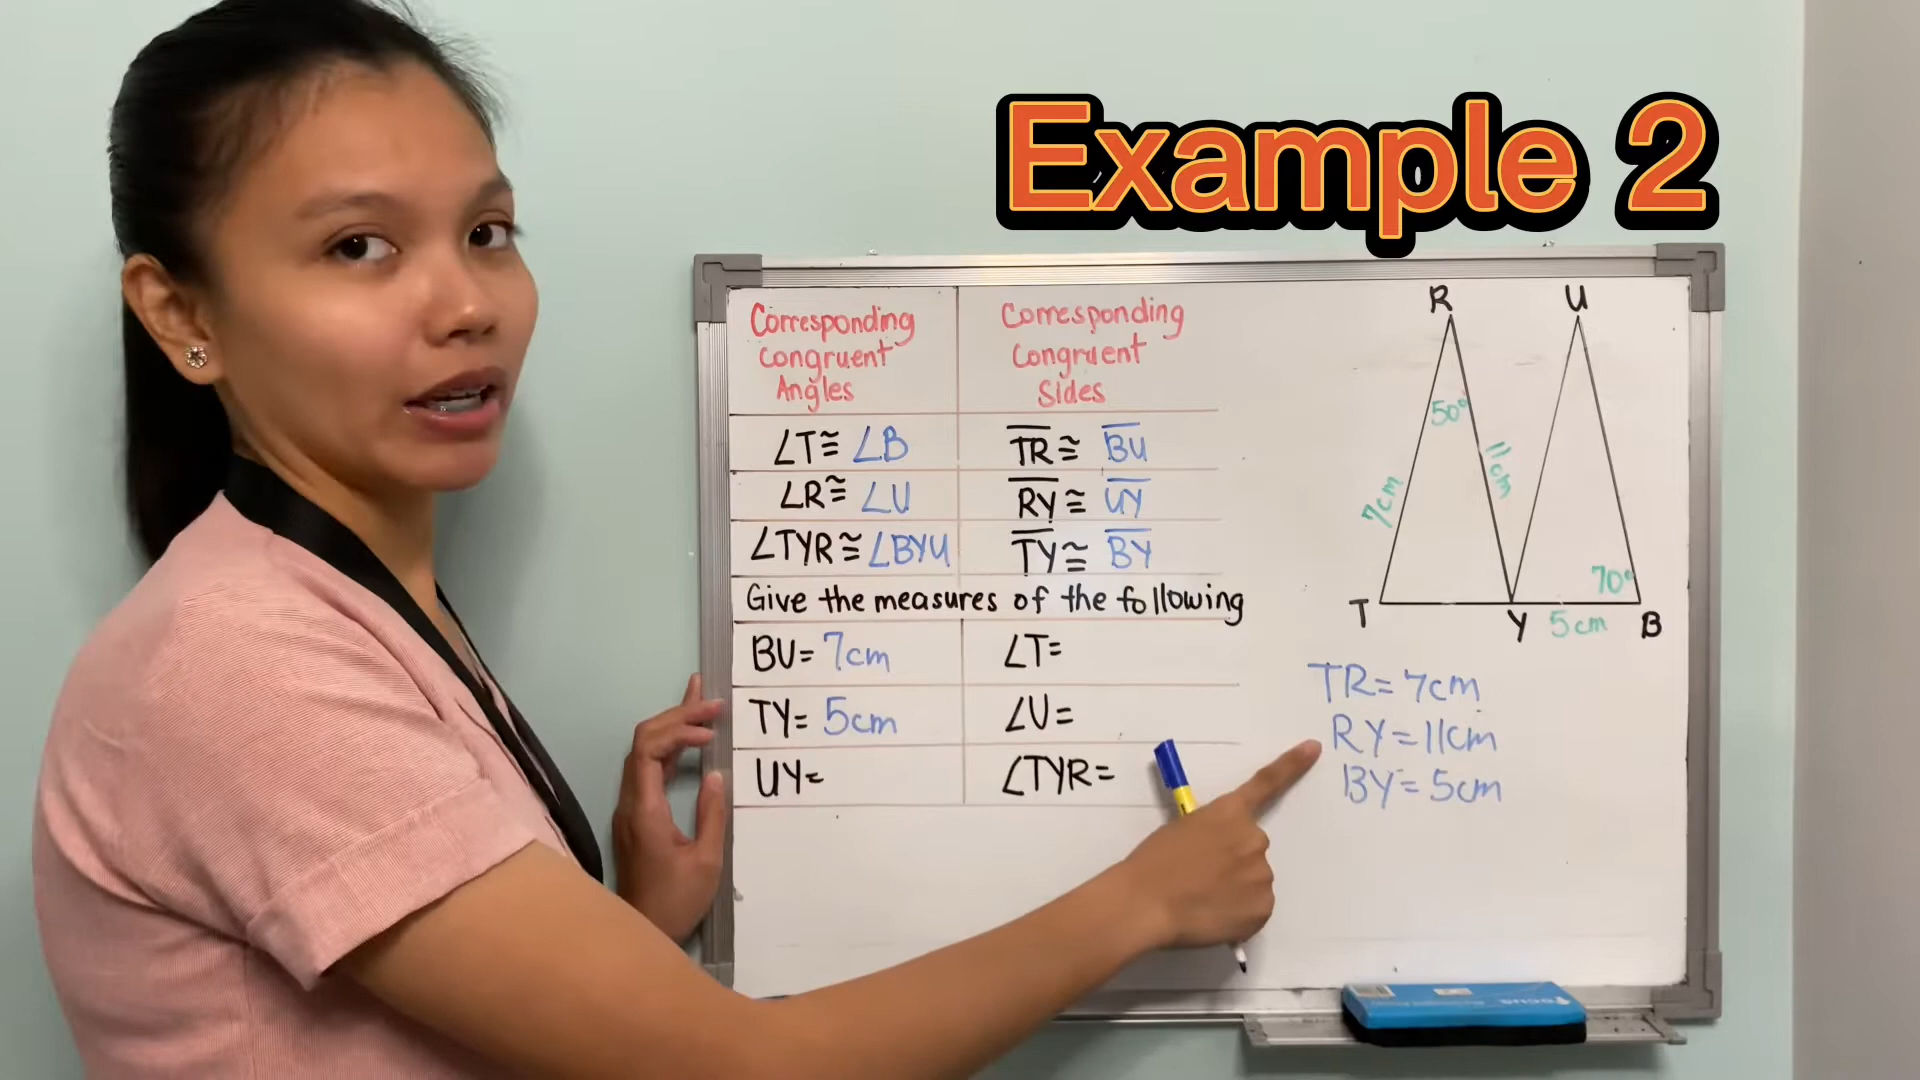 Example 2
Corresponding
Congruent
Angles
Corresponding
Congruent
Sides
∠T≅ ∠B
TR≅ BU
∠R≅ ∠U
RY≅ UY
∠TYR≅∠BYU
TY≅ BY
Give the measures of the following
BU= 7cm
∠T=
TY= 5cm
∠U=
UY=
∠TYR=
R
U
50°
11cm
7cm
70°
T
Y
5cm
B
TR= 7cm
RY=11cm
BY= 5cm